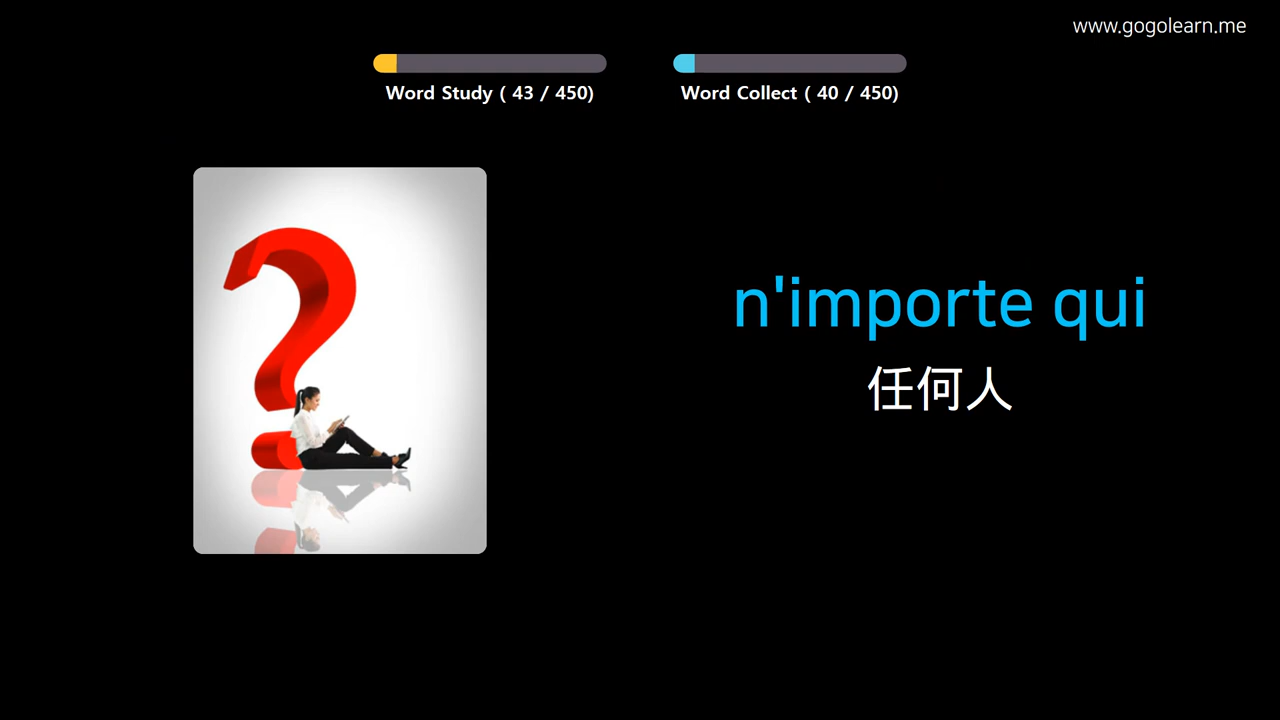 www.gogolearn.me
Word Study ( 43 / 450)
Word Collect ( 40 / 450)
n'importe qui
任何人